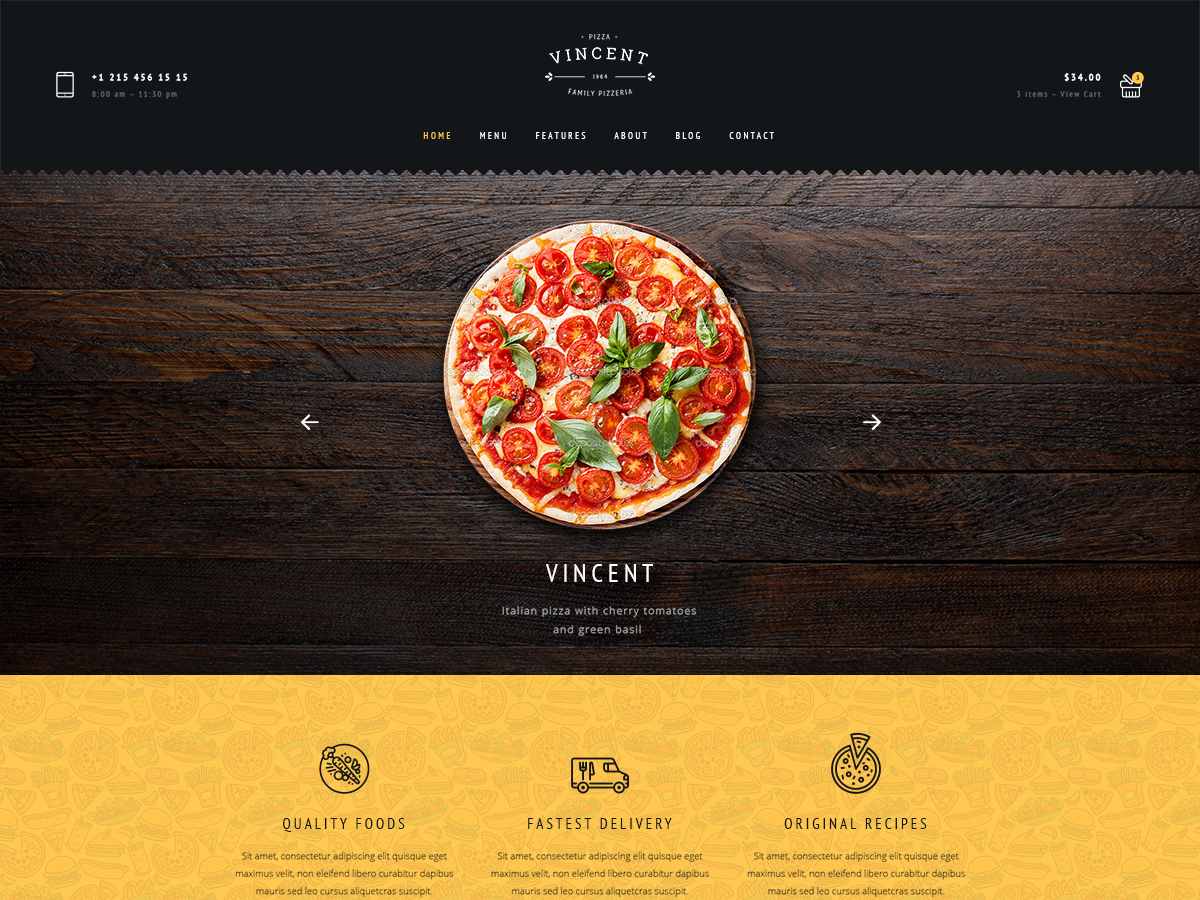 • PIZZA •
VINCENT
1964
FAMILY PIZZERIA
+1 215 456 15 15
8:00 am – 11:30 pm
$34.00
3
3 items – View Cart
HOME MENU FEATURES ABOUT BLOG CONTACT
VINCENT
Italian pizza with cherry tomatoes
and green basil
QUALITY FOODS
Sit amet, consectetur adipiscing elit quisque eget
maximus velit, non eleifend libero curabitur dapibus
mauris sed leo cursus aliquetcras suscipit.
FASTEST DELIVERY
Sit amet, consectetur adipiscing elit quisque eget
maximus velit, non eleifend libero curabitur dapibus
mauris sed leo cursus aliquetcras suscipit.
ORIGINAL RECIPES
Sit amet, consectetur adipiscing elit quisque eget
maximus velit, non eleifend libero curabitur dapibus
mauris sed leo cursus aliquetcras suscipit.